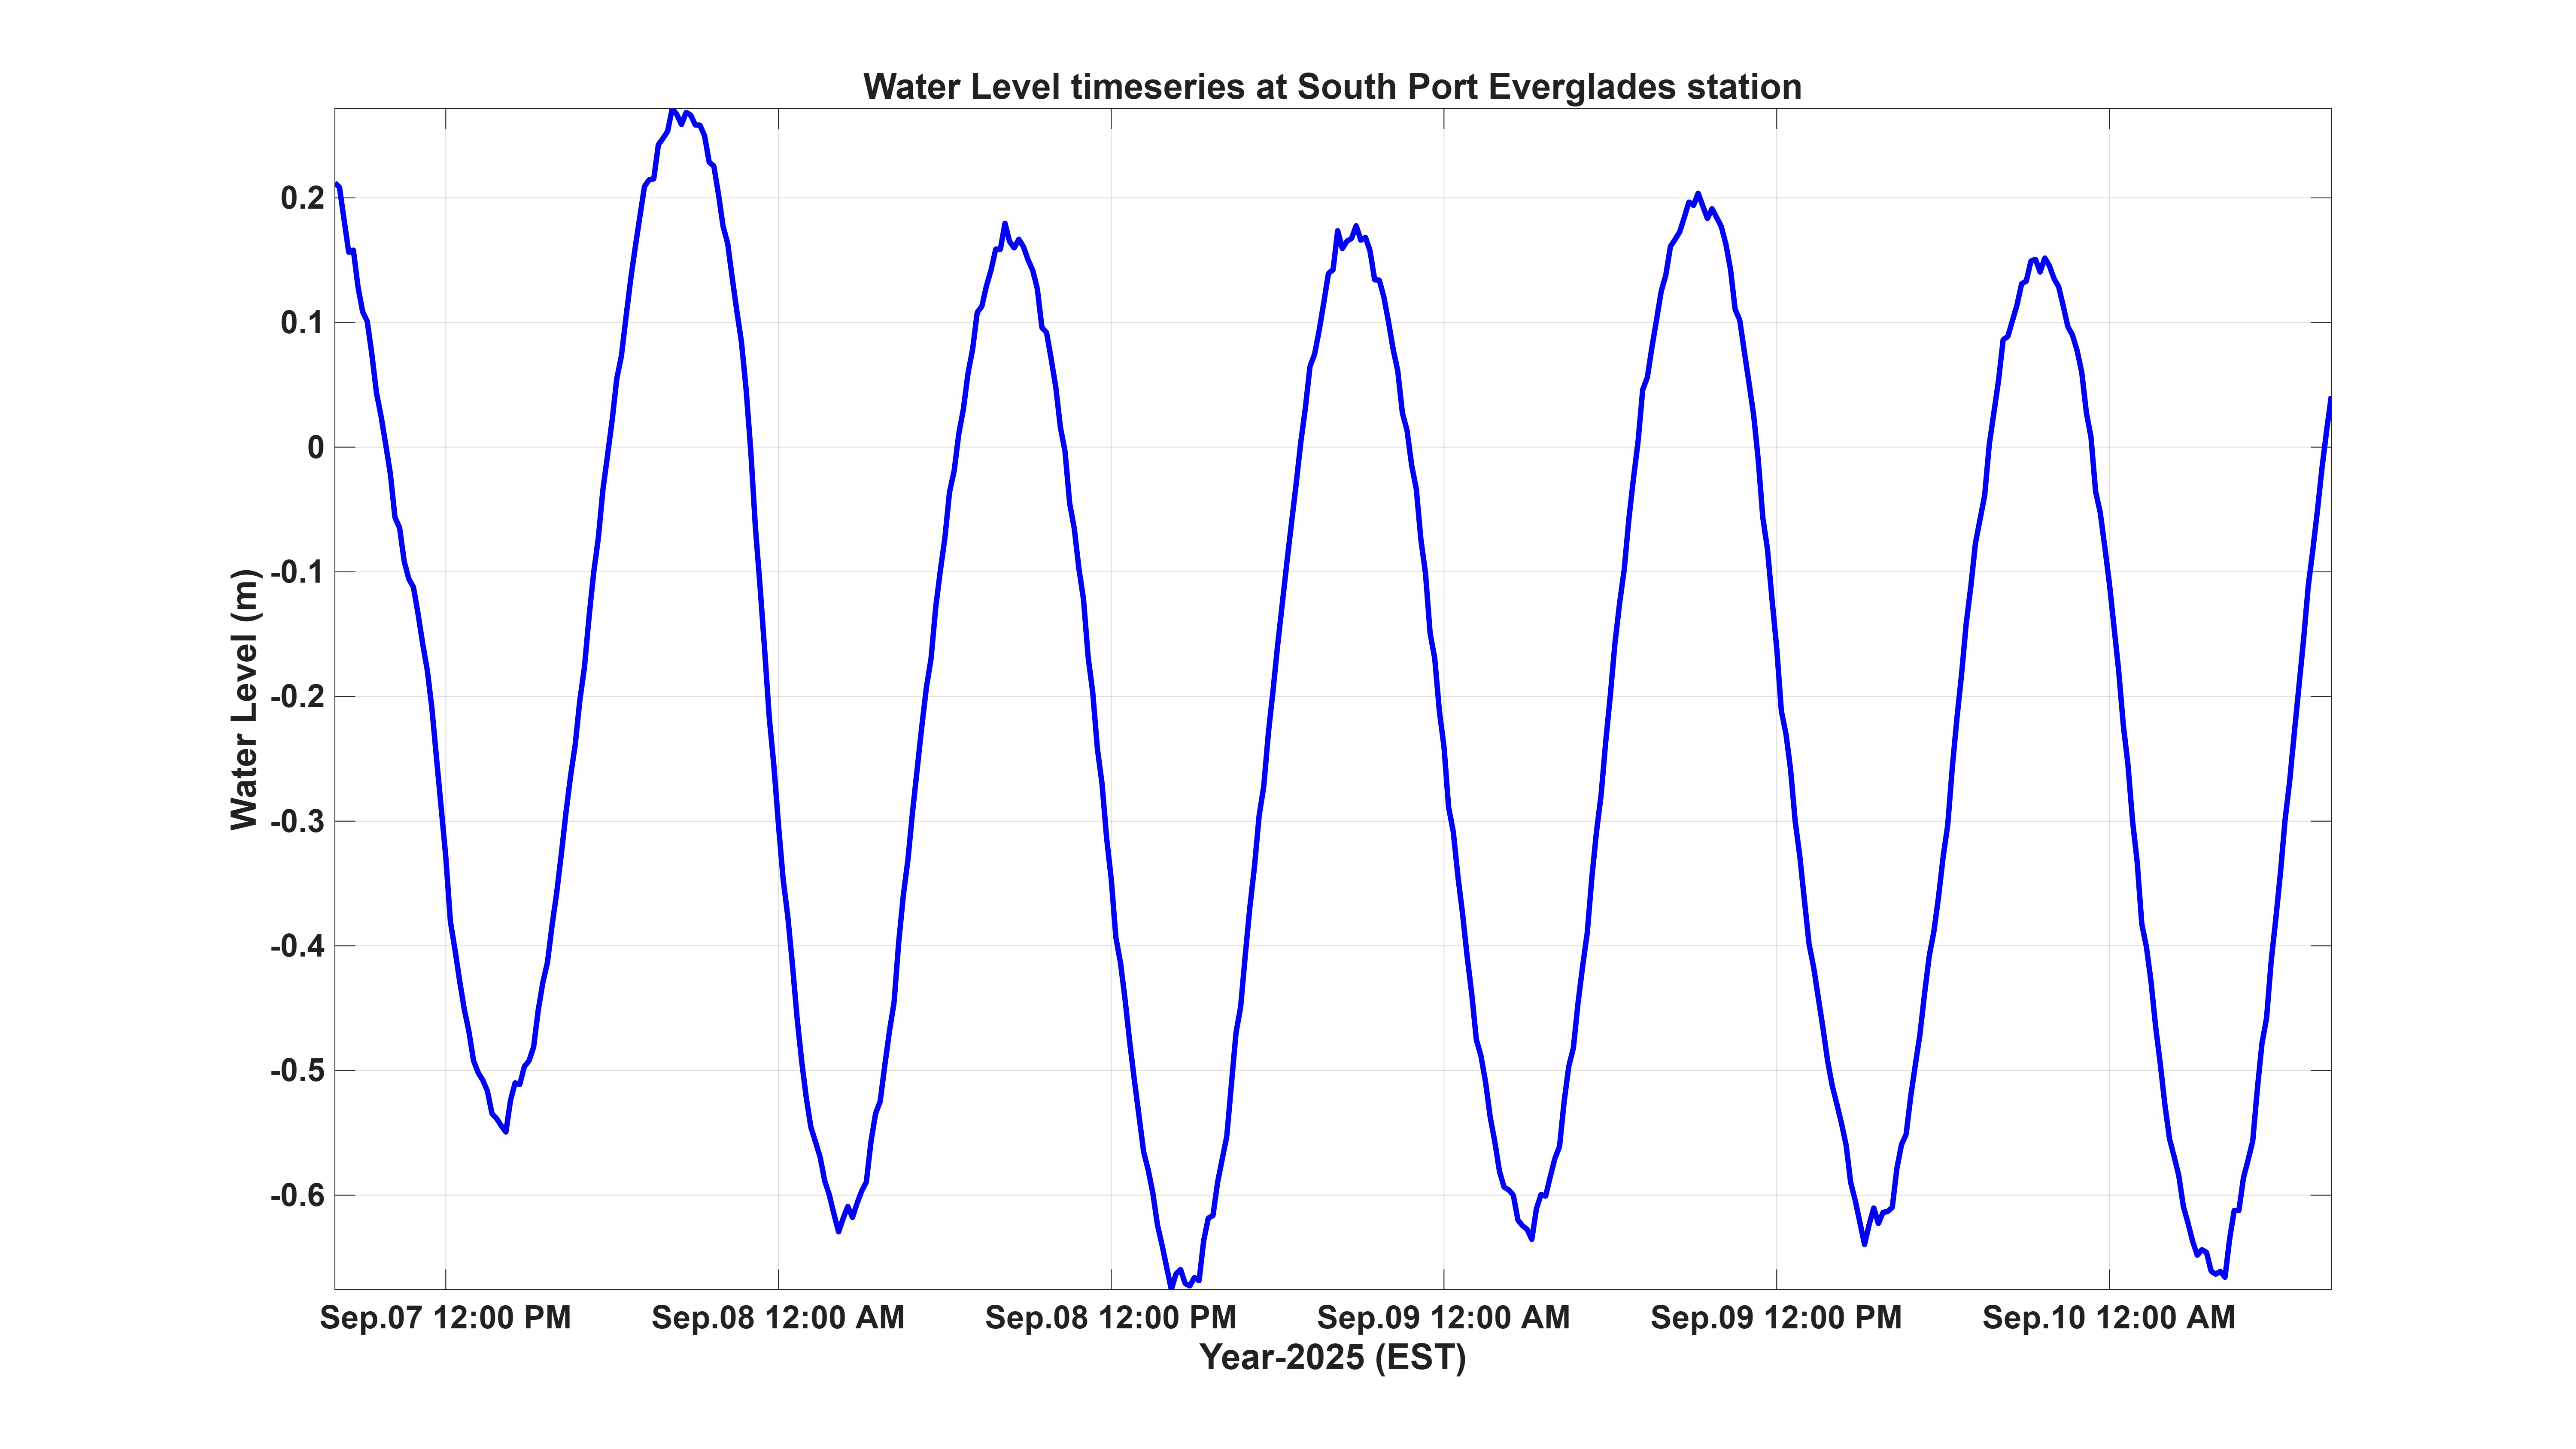 Water Level timeseries at South Port Everglades station
0.2
0.1
0
-0.1
-0.2
-0.3
-0.4
-0.5
-0.6
Water Level (m)
Sep.07 12:00 PM Sep.08 12:00 AM Sep.08 12:00 PM Sep.09 12:00 AM Sep.09 12:00 PM Sep.10 12:00 AM
Year-2025 (EST)